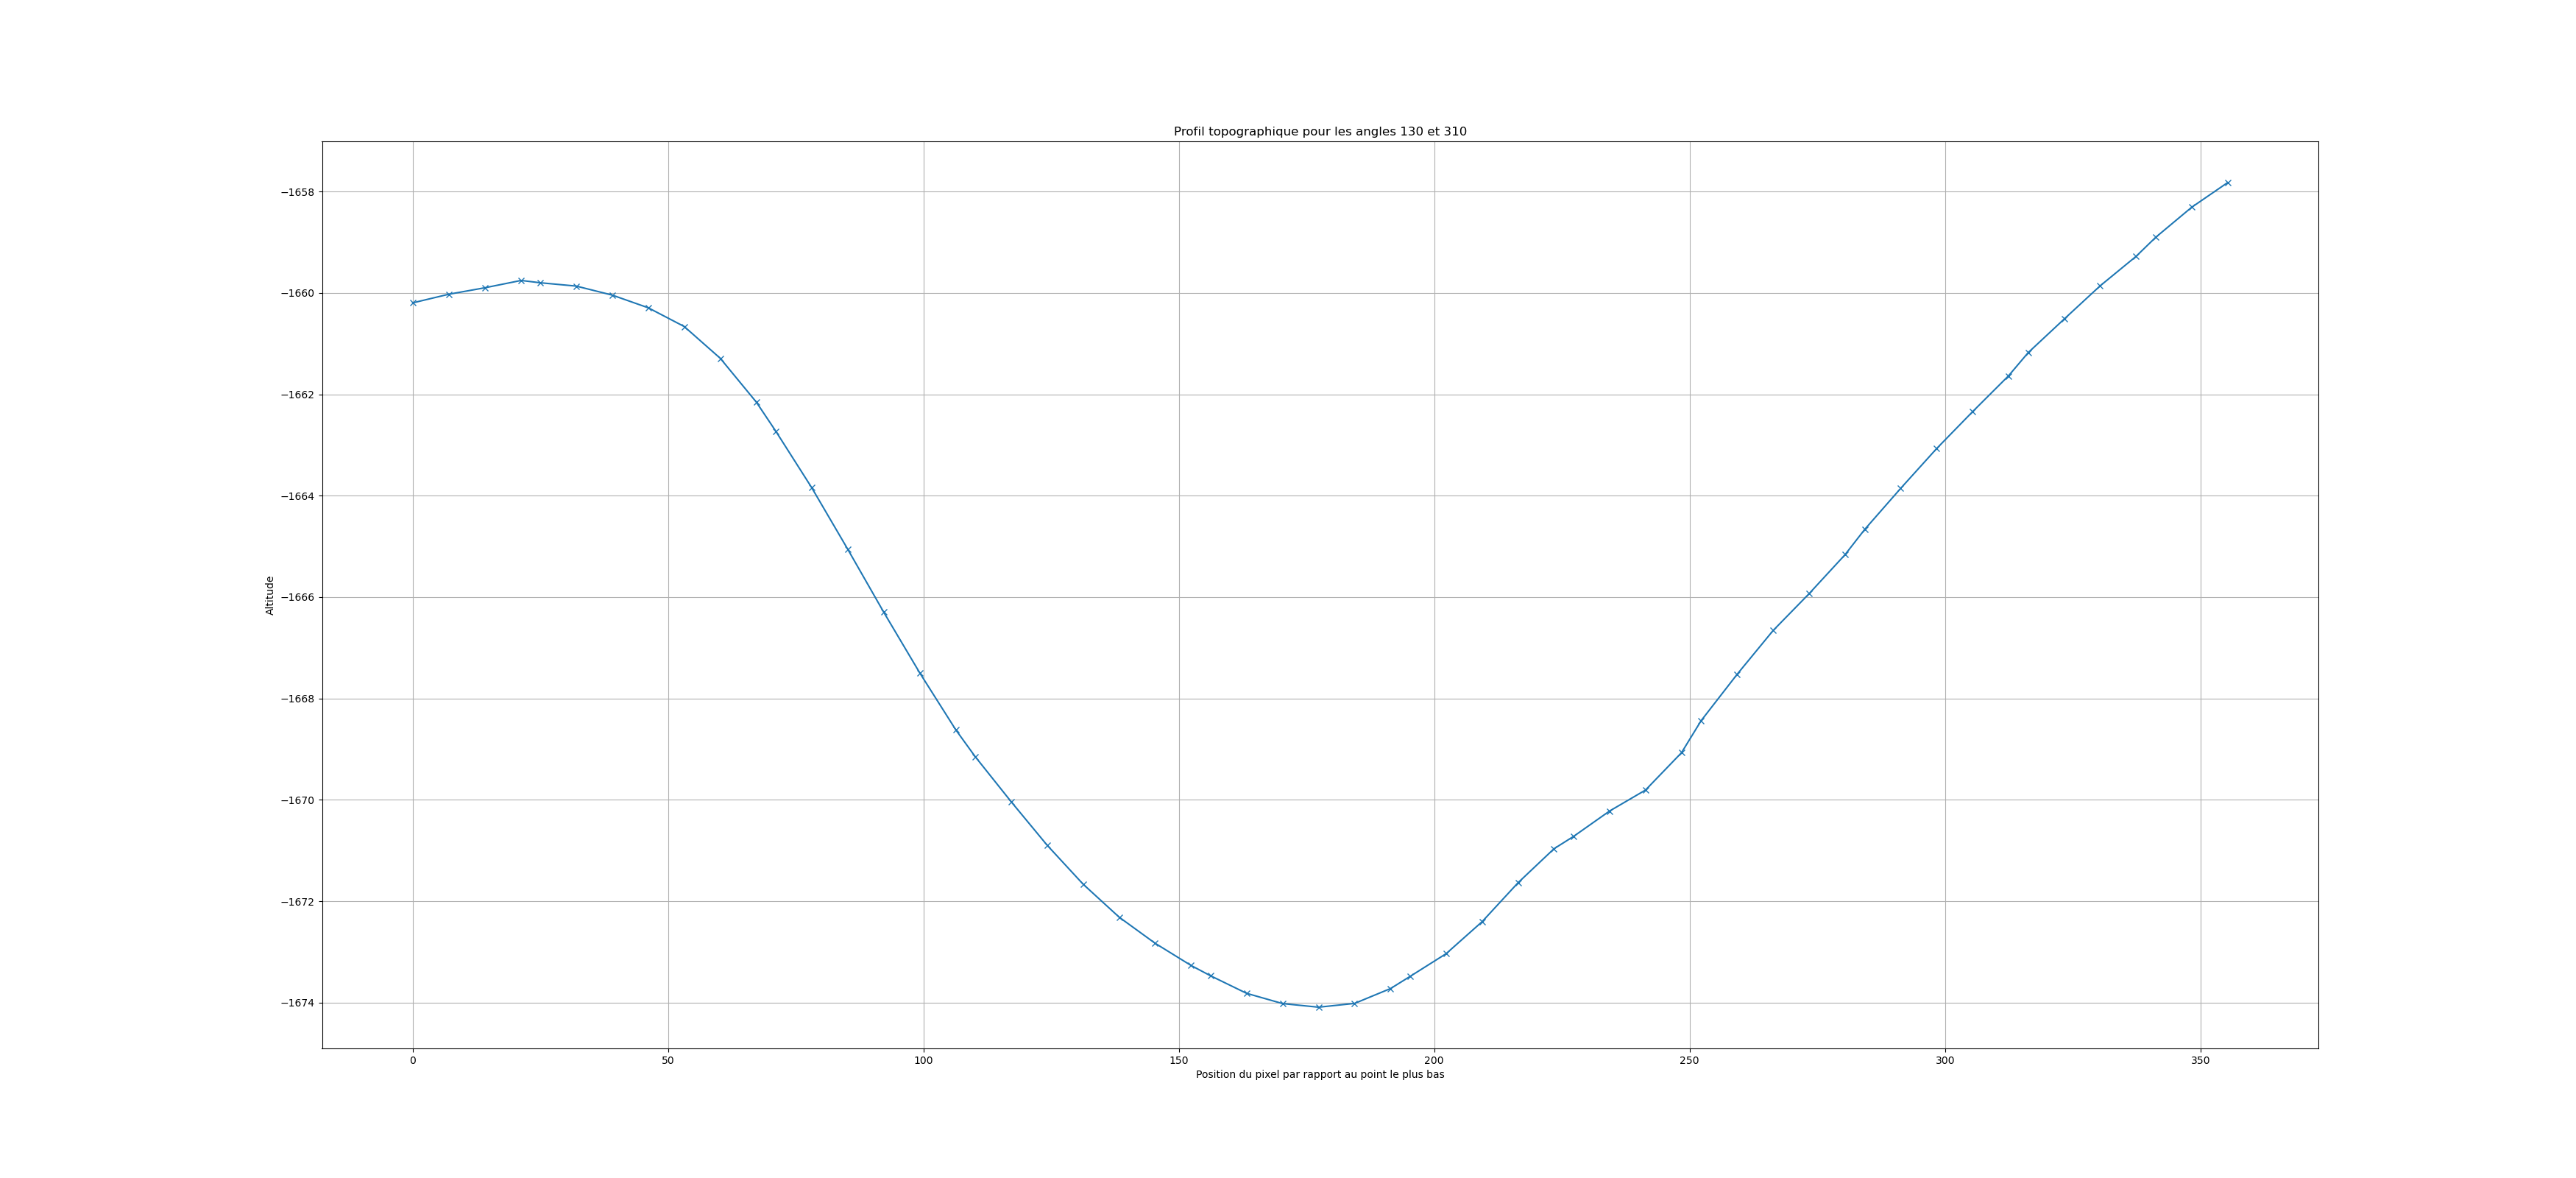 Profil topographique pour les angles 130 et 310
−1658
−1660
−1662
−1664
−1666
−1668
−1670
−1672
−1674
Altitude
0 50 100 150 200 250 300 350
Position du pixel par rapport au point le plus bas